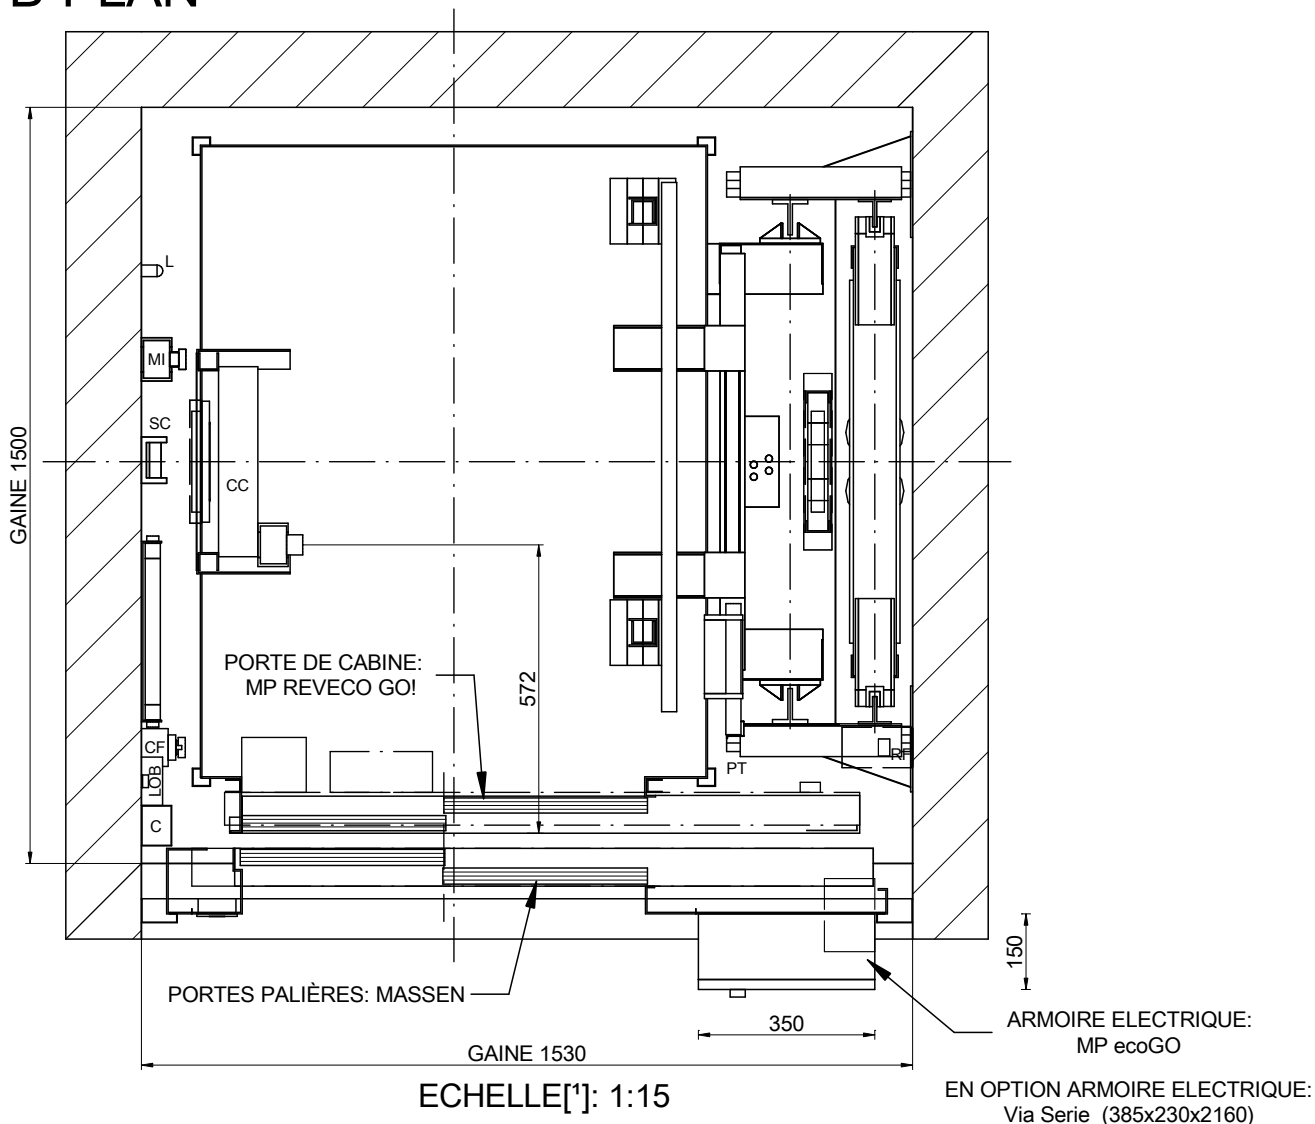 L
MI
SC
GAINE 1500
CC
PORTE DE CABINE:
MP REVECO GO!
572
CF
LOB
C
PT
RF
PORTES PALIÈRES: MASSEN
150
350
ARMOIRE ELECTRIQUE:
MP ecoGO
GAINE 1530
ECHELLE[¹]: 1:15
EN OPTION ARMOIRE ELECTRIQUE:
Via Serie (385x230x2160)